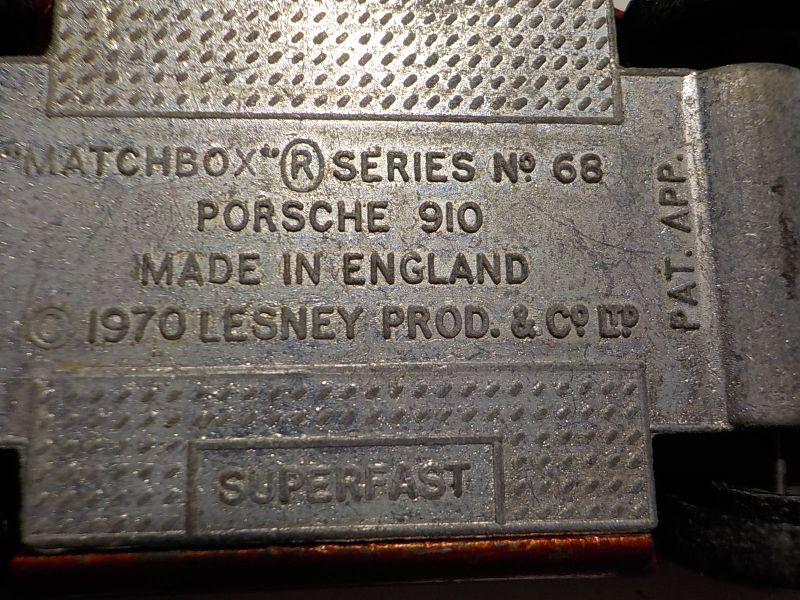 "MATCHBOX" ® SERIES Nº 68
PORSCHE 910
MADE IN ENGLAND
© 1970 LESNEY PROD. & Cº LTD
PAT. APP.
SUPERFAST